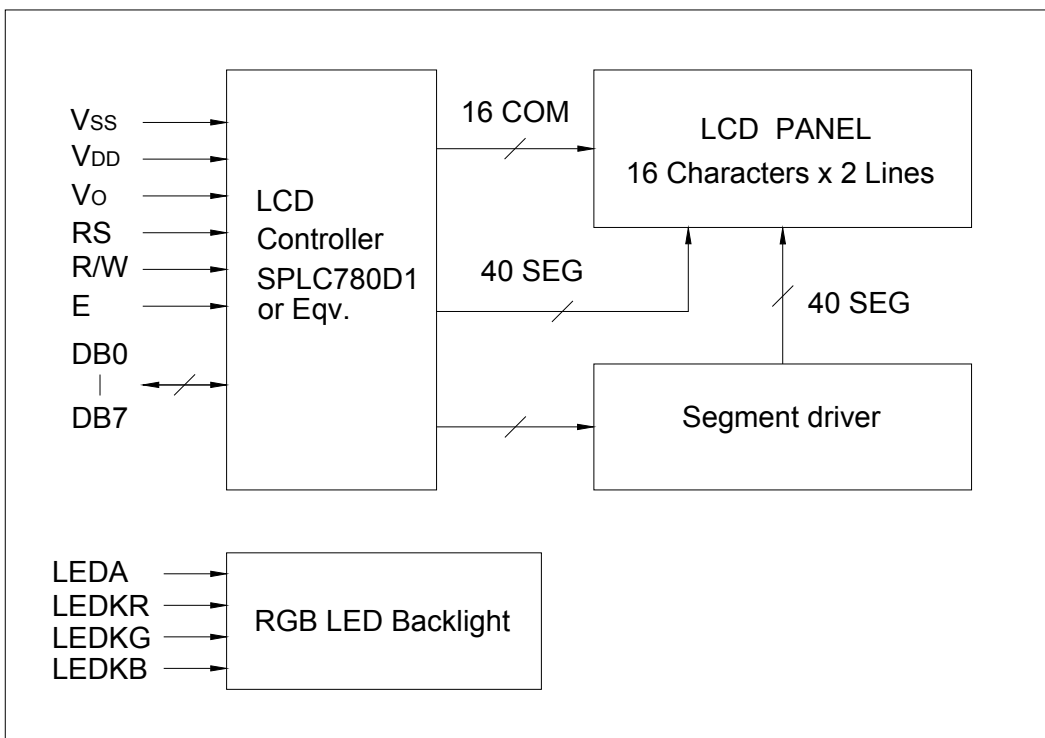 VSS
VDD
VO
RS
R/W
E
DB0
DB7
LCD
Controller
SPLC780D1
or Eqv.
16 COM
40 SEG
LCD PANEL
16 Characters x 2 Lines
40 SEG
Segment driver
LEDA
LEDKR
LEDKG
LEDKB
RGB LED Backlight